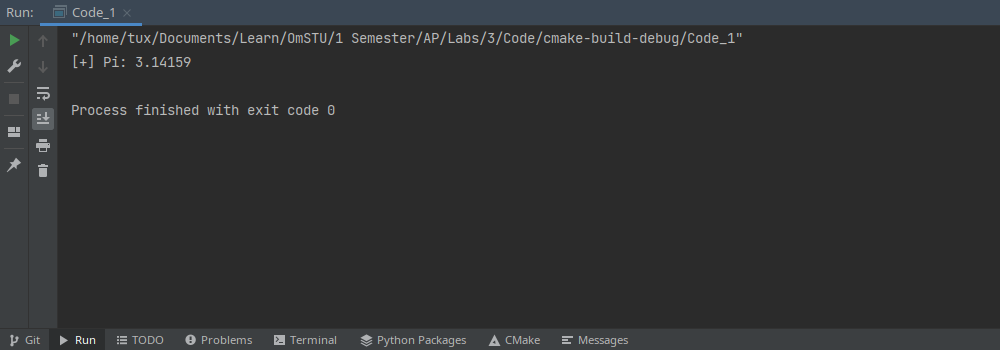 Run: Code_1
"/home/tux/Documents/Learn/OmSTU/1 Semester/AP/Labs/3/Code/cmake-build-debug/Code_1"
[+] Pi: 3.14159
Process finished with exit code 0
Git Run TODO Problems Terminal Python Packages CMake Messages